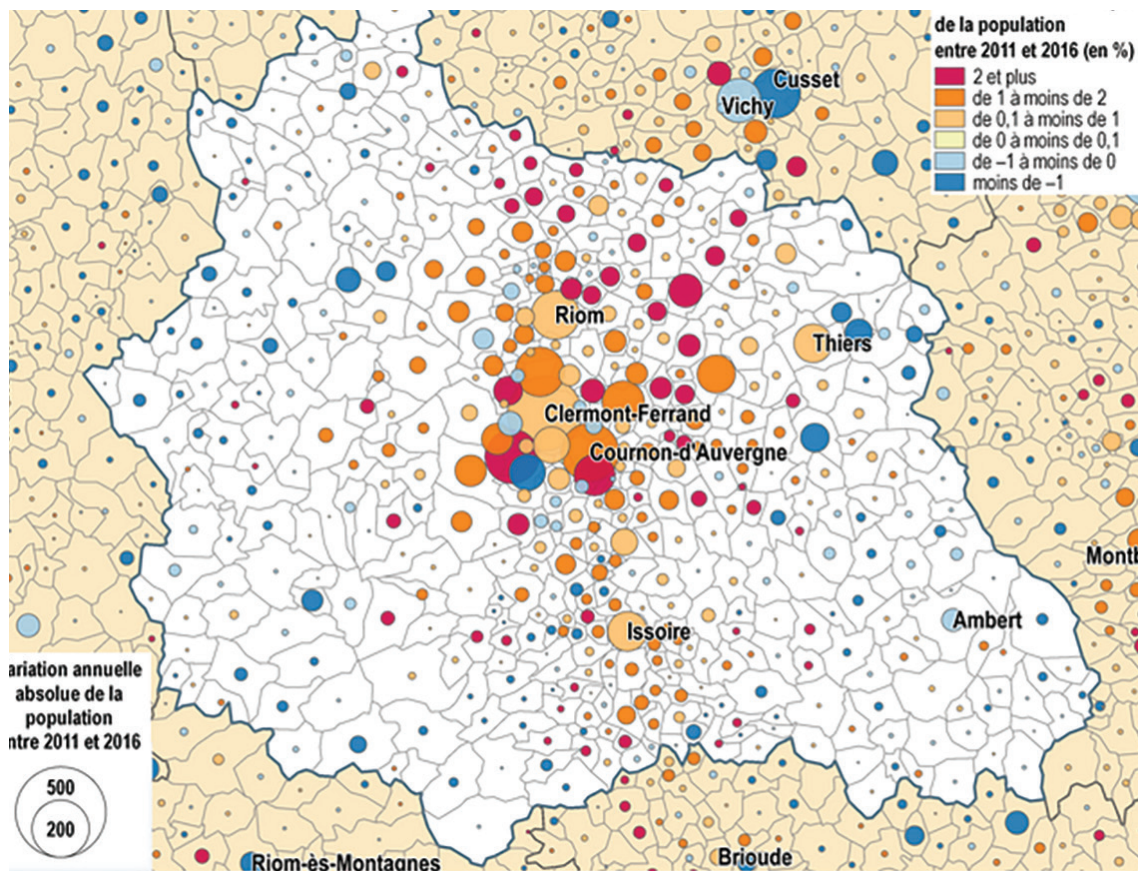 de la population
entre 2011 et 2016 (en %)
2 et plus
de 1 à moins de 2
de 0,1 à moins de 1
de 0 à moins de 0,1
de –1 à moins de 0
moins de –1
Cusset
Vichy
Riom
Thiers
Clermont-Ferrand
Cournon-d'Auvergne
Montb
Ambert
Issoire
ariation annuelle
absolue de la
population
ntre 2011 et 2016
500
200
Riom-ès-Montagnes
Brioude